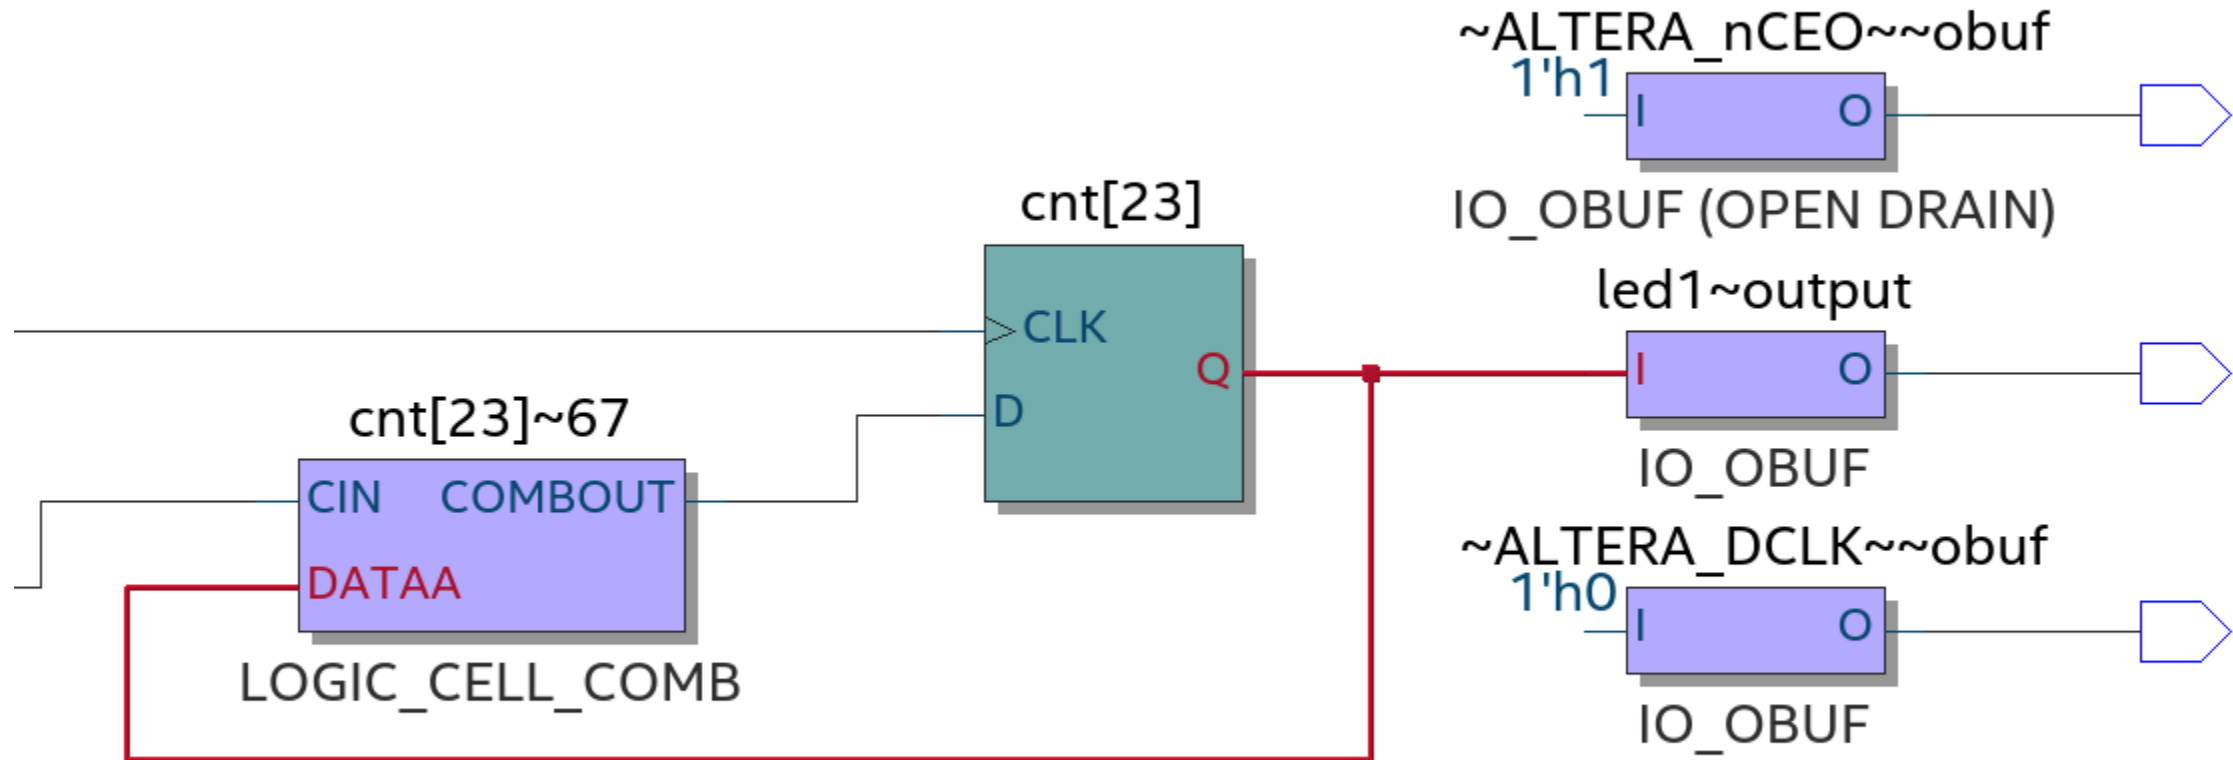 ~ALTERA_nCEO~~obuf
1'h1
I O
IO_OBUF (OPEN DRAIN)
cnt[23]
CLK
Q
D
led1~output
I O
IO_OBUF
cnt[23]~67
CIN COMBOUT
DATAA
LOGIC_CELL_COMB
~ALTERA_DCLK~~obuf
1'h0
I O
IO_OBUF